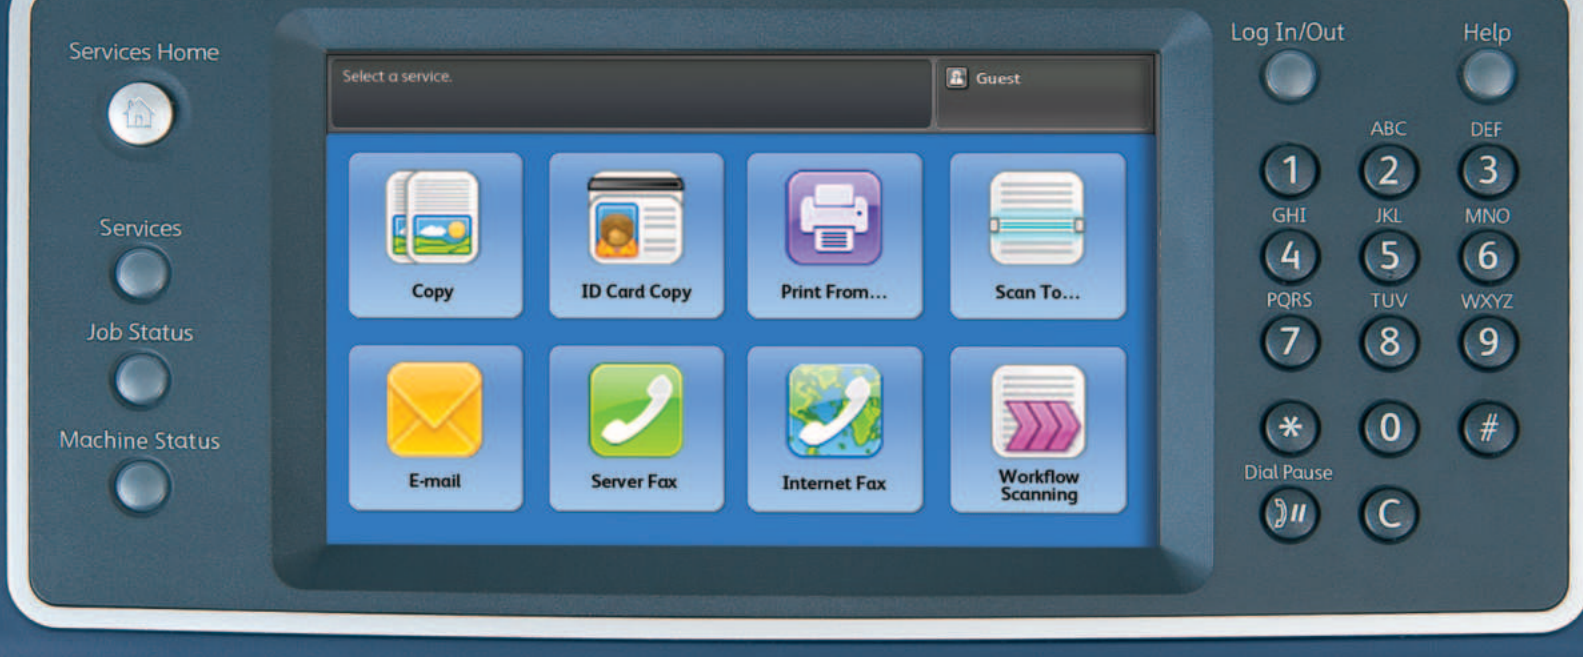 Services Home
Services
Job Status
Machine Status
Select a service.
Guest
Copy
ID Card Copy
Print From...
Scan To...
E-mail
Server Fax
Internet Fax
Workflow
Scanning
Log In/Out
Help
ABC
DEF
1
2
3
GHI
JKL
MNO
4
5
6
PQRS
TUV
WXYZ
7
8
9
*
0
#
Dial Pause
C